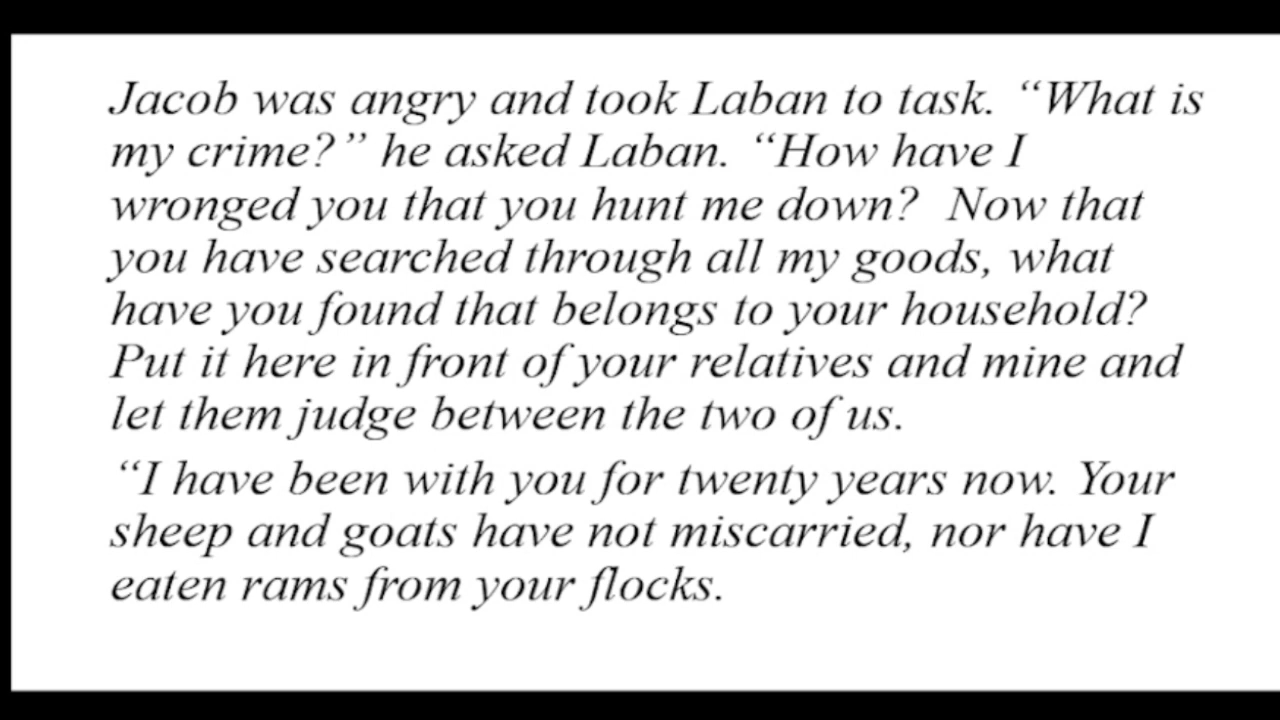 Jacob was angry and took Laban to task. “What is
my crime?” he asked Laban. “How have I
wronged you that you hunt me down?  Now that
you have searched through all my goods, what
have you found that belongs to your household?
Put it here in front of your relatives and mine and
let them judge between the two of us.
“I have been with you for twenty years now. Your
sheep and goats have not miscarried, nor have I
eaten rams from your flocks.